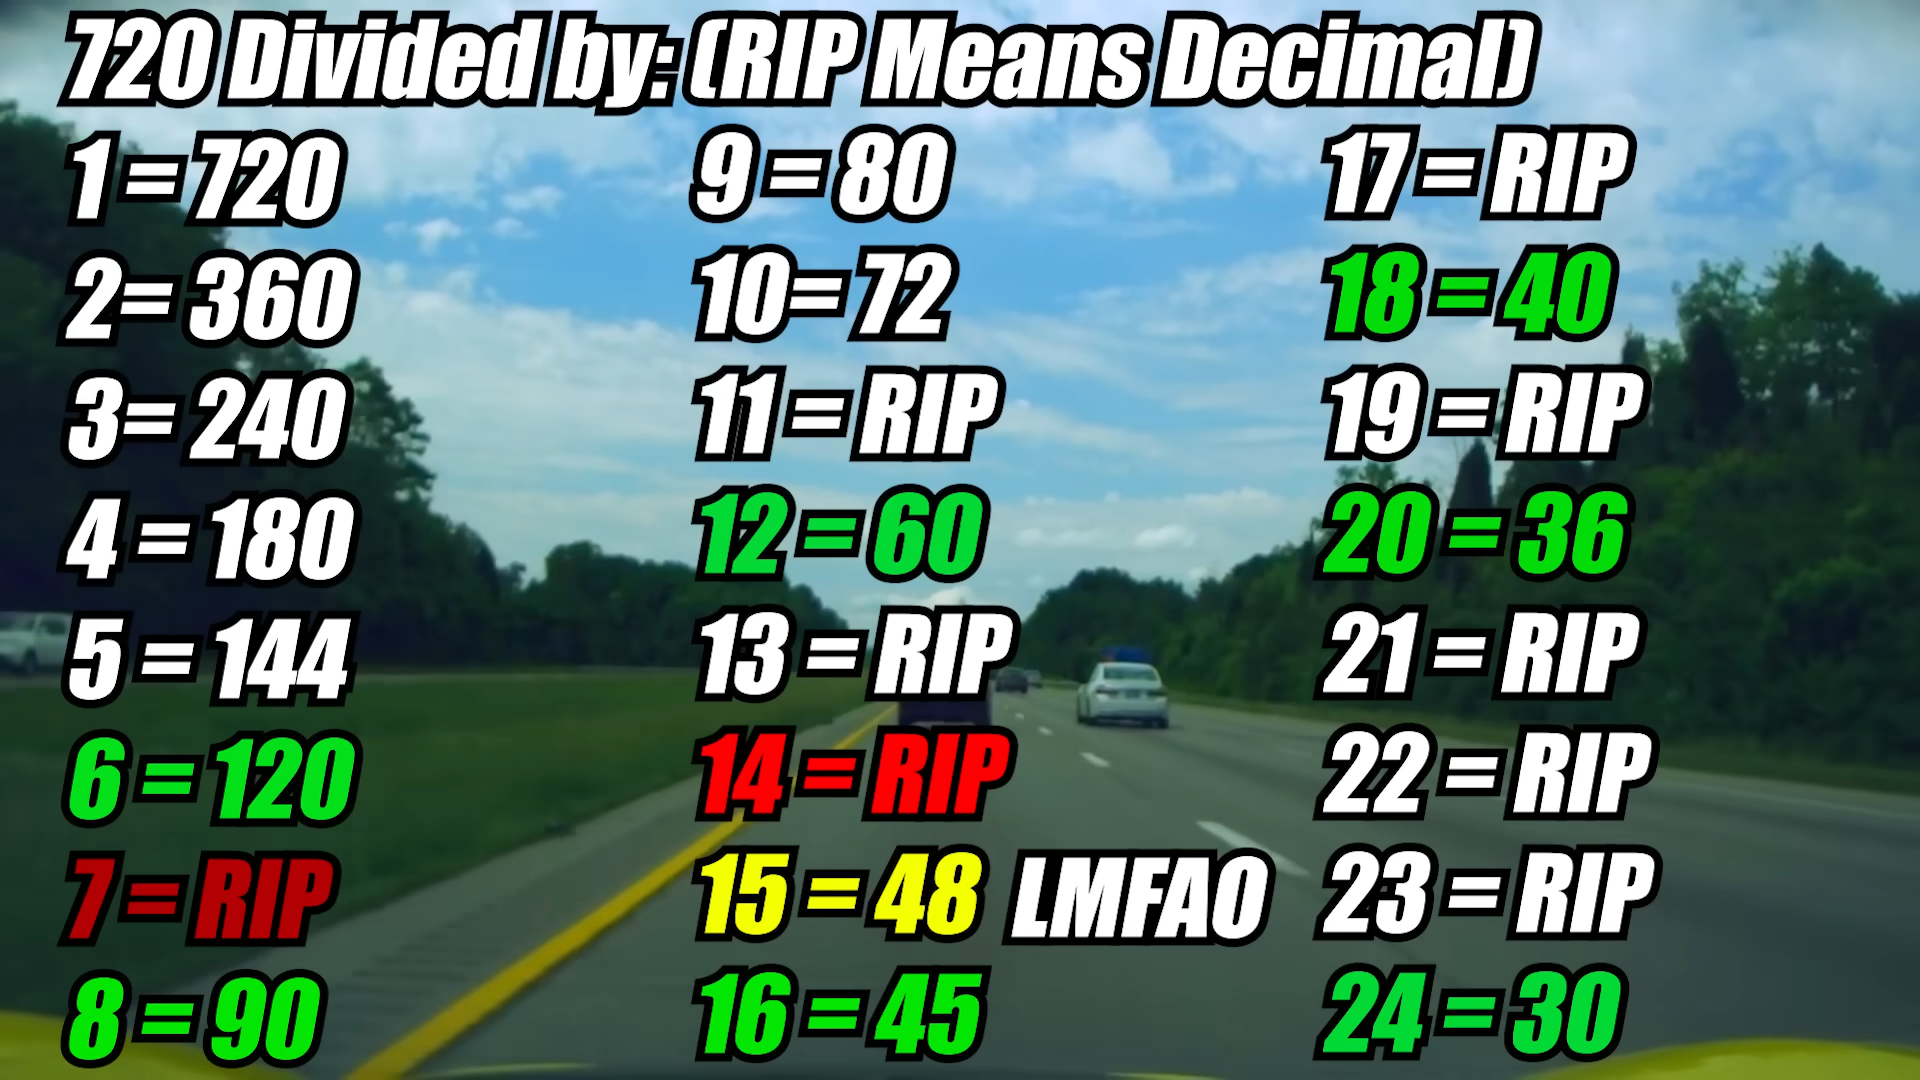 720 Divided by: (RIP Means Decimal)
1 = 720
2= 360
3= 240
4 = 180
5 = 144
6 = 120
7 = RIP
8 = 90
9 = 80
10= 72
11 = RIP
12 = 60
13 = RIP
14 = RIP
15 = 48 LMFAO
16 = 45
17 = RIP
18 = 40
19 = RIP
20 = 36
21 = RIP
22 = RIP
23 = RIP
24 = 30